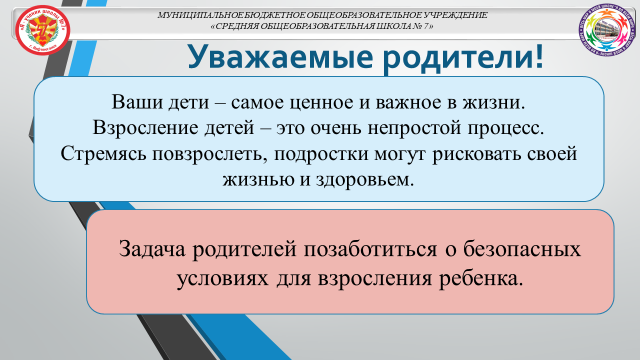 МУНИЦИПАЛЬНОЕ БЮДЖЕТНОЕ ОБЩЕОБРАЗОВАТЕЛЬНОЕ УЧРЕЖДЕНИЕ
«СРЕДНЯЯ ОБЩЕОБРАЗОВАТЕЛЬНАЯ ШКОЛА № 7»
Уважаемые родители!
Ваши дети – самое ценное и важное в жизни.
Взросление детей – это очень непростой процесс.
Стремясь повзрослеть, подростки могут рисковать своей
жизнью и здоровьем.
Задача родителей позаботиться о безопасных
условиях для взросления ребенка.